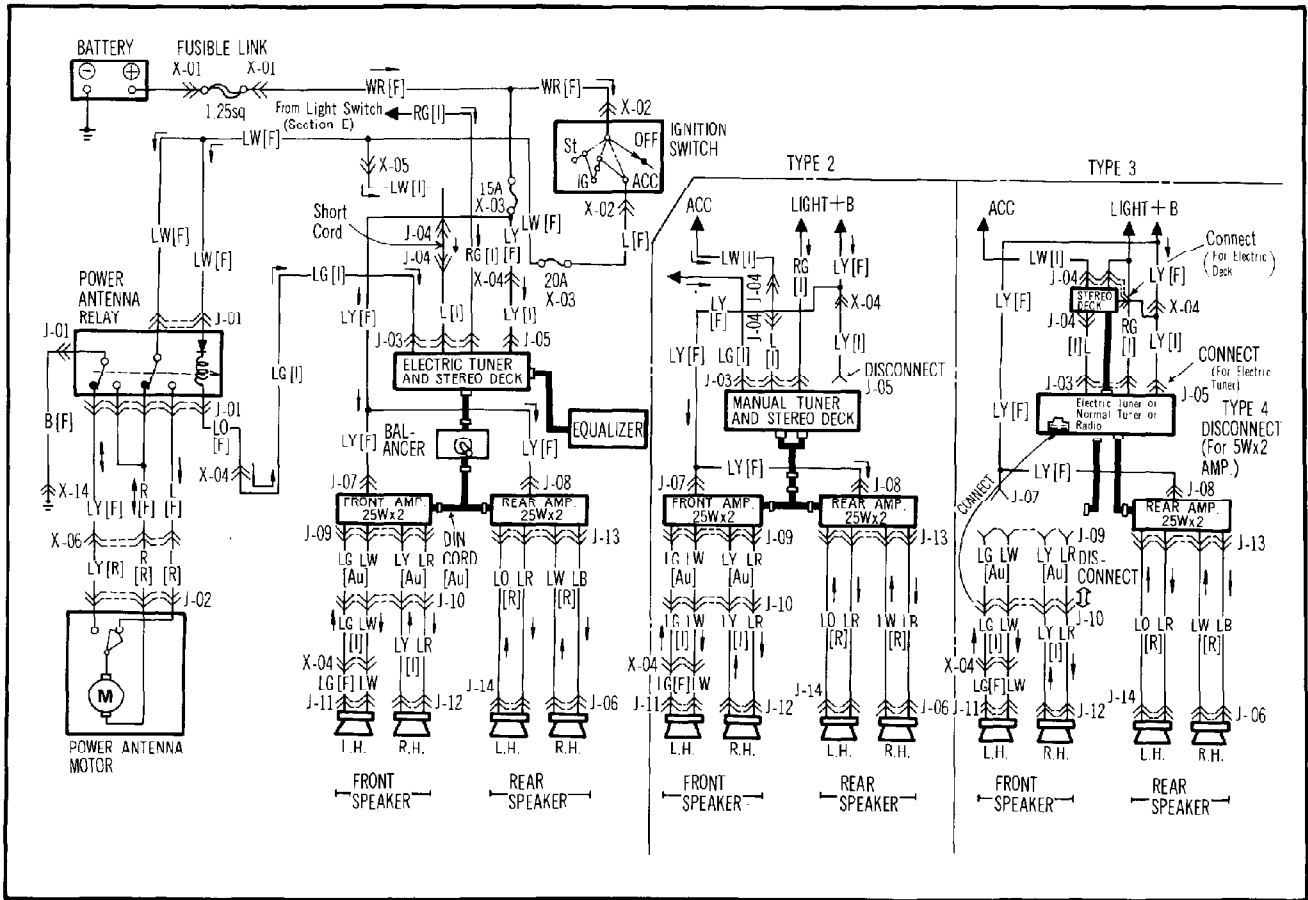 BATTERY
FUSIBLE LINK
X-01
X-01
1.25sq
WR[F]
WR[F]
X-02
IGNITION
SWITCH
St
OFF
IG
ACC
X-02
L[F]
From Light Switch
(Section E)
RG[I]
LW[F]
X-05
LW[I]
15A
X-03
LW[F]
20A
X-03
Short
Cord
J-04
J-04
RG[I]
LY
[F]
X-04
LW[F]
LW[F]
LG[I]
LY[F]
L[I]
LY[I]
POWER
ANTENNA
RELAY
J-01
J-01
J-01
J-03
J-05
ELECTRIC TUNER
AND STEREO DECK
LG[I]
B[F]
LO
[F]
X-04
X-14
LY[F]
R
[F]
L
[F]
X-06
LY[R]
R
[R]
L
[R]
J-02
M
POWER ANTENNA
MOTOR
BAL-
ANCER
EQUALIZER
LY[F]
LY[F]
J-07
J-08
FRONT AMP.
25Wx2
REAR AMP.
25Wx2
J-09
DIN
CORD
[Au]
J-13
LG LW
[Au]
LY LR
[Au]
LO LR
[R]
LW LB
[R]
J-10
LG LW
[I]
LY LR
[I]
X-04
LG[F]LW
J-11
J-12
J-14
J-06
L.H.
R.H.
L.H.
R.H.
FRONT
SPEAKER
REAR
SPEAKER
TYPE 2
ACC
LIGHT+B
LW[I]
RG
[I]
LY[F]
J-04
J-04
X-04
LY
[F]
LY[F]
LG[I]
L
[I]
LY[I]
J-03
DISCONNECT
J-05
MANUAL TUNER
AND STEREO DECK
LY[F]
J-07
J-08
FRONT AMP.
25Wx2
REAR AMP.
25Wx2
J-09
J-13
LG LW
[Au]
LY LR
[Au]
J-10
LG LW
[I]
LY LR
[I]
LO LR
[R]
LW LB
[R]
X-04
LG[F]LW
J-11
J-12
J-14
J-06
L.H.
R.H.
L.H.
R.H.
FRONT
SPEAKER
REAR
SPEAKER
TYPE 3
ACC
LIGHT+B
Connect
(For Electric
Deck)
LW[I]
LY[F]
J-04
STEREO
DECK
X-04
J-04
LY[F]
RG
[I]
L
[I]
LY[I]
CONNECT
(For Electric
Tuner)
J-03
J-05
Electric Tuner or
Normal Tuner or
Radio
TYPE 4
DISCONNECT
(For 5Wx2
AMP.)
LY[F]
CONNECT
J-07
J-08
REAR AMP.
25Wx2
J-09
J-13
LG LW
[Au]
LY LR
[Au]
DIS-
CONNECT
J-10
LG LW
[I]
LY LR
[I]
LO LR
[R]
LW LB
[R]
X-04
LG[F]LW
J-11
J-12
J-14
J-06
L.H.
R.H.
L.H.
R.H.
FRONT
SPEAKER
REAR
SPEAKER